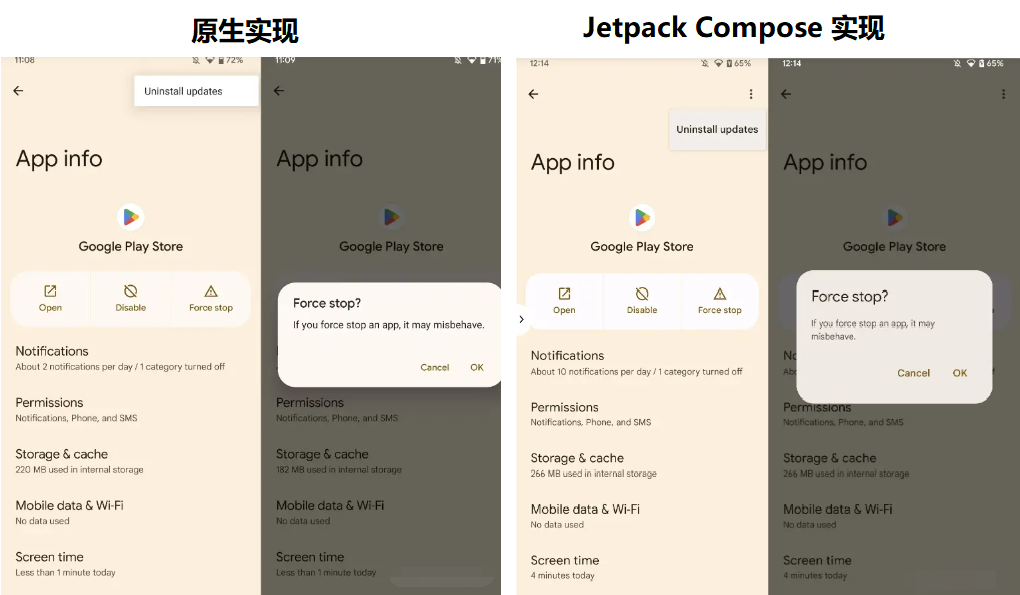 原生实现
11:08
72%
Uninstall updates
App info
Google Play Store
Open
Disable
Force stop
Notifications
About 2 notifications per day / 1 category turned off
Permissions
Notifications, Phone, and SMS
Storage & cache
220 MB used in internal storage
Mobile data & Wi-Fi
No data used
Screen time
Less than 1 minute today
11:09
71%
App info
Google Play Store
Force stop?
If you force stop an app, it may misbehave.
Cancel
OK
Permissions
Notifications, Phone, and SMS
Storage & cache
182 MB used in internal storage
Mobile data & Wi-Fi
No data used
Screen time
Less than 1 minute today
Jetpack Compose 实现
12:14
65%
Uninstall updates
App info
Google Play Store
Open
Disable
Force stop
Notifications
About 10 notifications per day / 1 category turned off
Permissions
Notifications, Phone, and SMS
Storage & cache
266 MB used in internal storage
Mobile data & Wi-Fi
No data used
Screen time
4 minutes today
12:14
65%
App info
Google Play Store
Force stop?
If you force stop an app, it may
misbehave.
Cancel
OK
No
Abo
Permissions
Notifications, Phone, and SMS
Storage & cache
266 MB used in internal storage
Mobile data & Wi-Fi
No data used
Screen time
4 minutes today